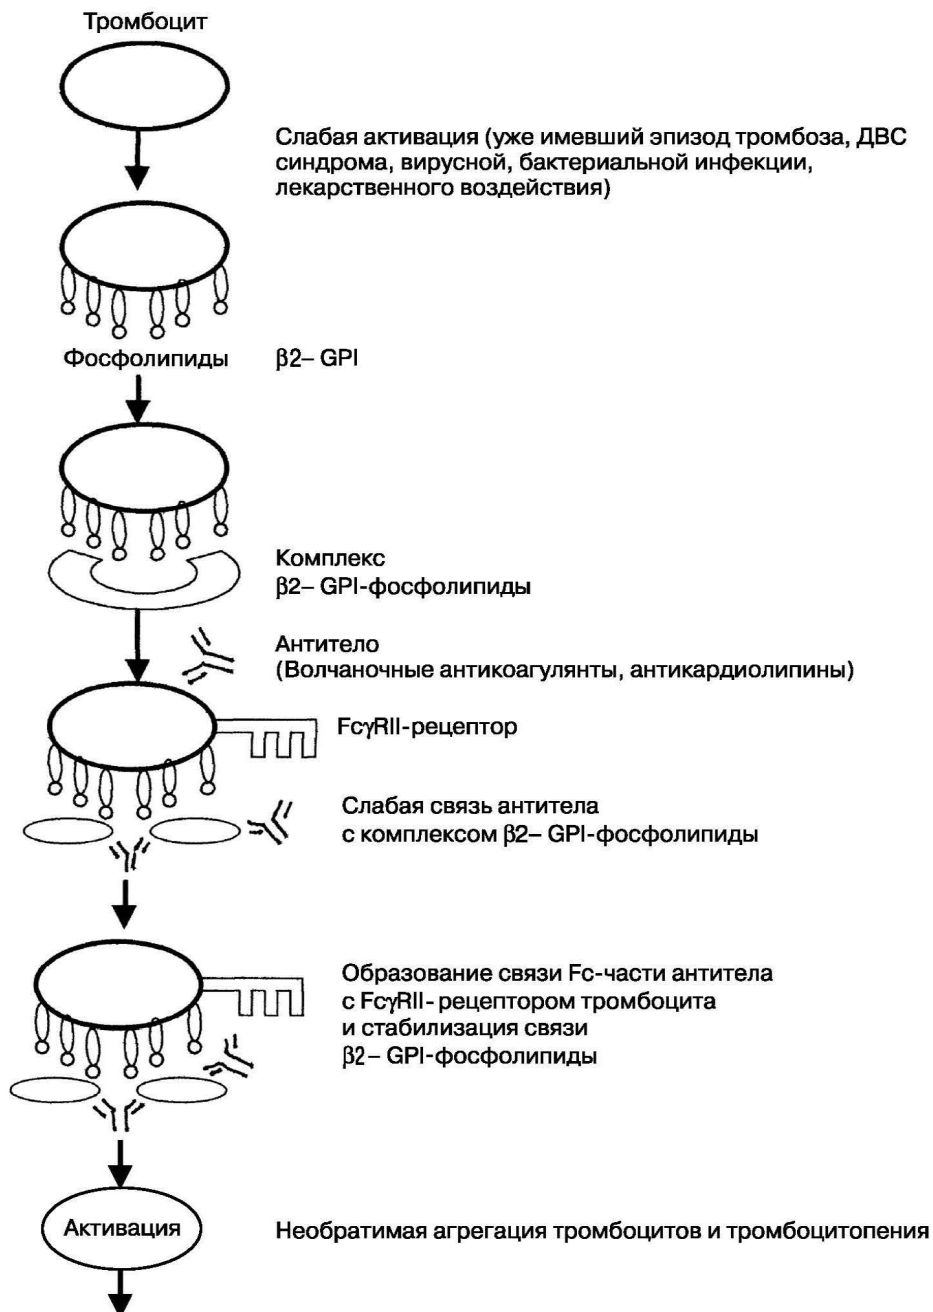 Тромбоцит
Слабая активация (уже имевший эпизод тромбоза, ДВС
синдрома, вирусной, бактериальной инфекции,
лекарственного воздействия)
Фосфолипиды β2– GPI
Комплекс
β2– GPI-фосфолипиды
Антитело
(Волчаночные антикоагулянты, антикардиолипины)
FcγRII-рецептор
Слабая связь антитела
с комплексом β2– GPI-фосфолипиды
Образование связи Fc-части антитела
с FcγRII- рецептором тромбоцита
и стабилизация связи
β2– GPI-фосфолипиды
Активация Необратимая агрегация тромбоцитов и тромбоцитопения